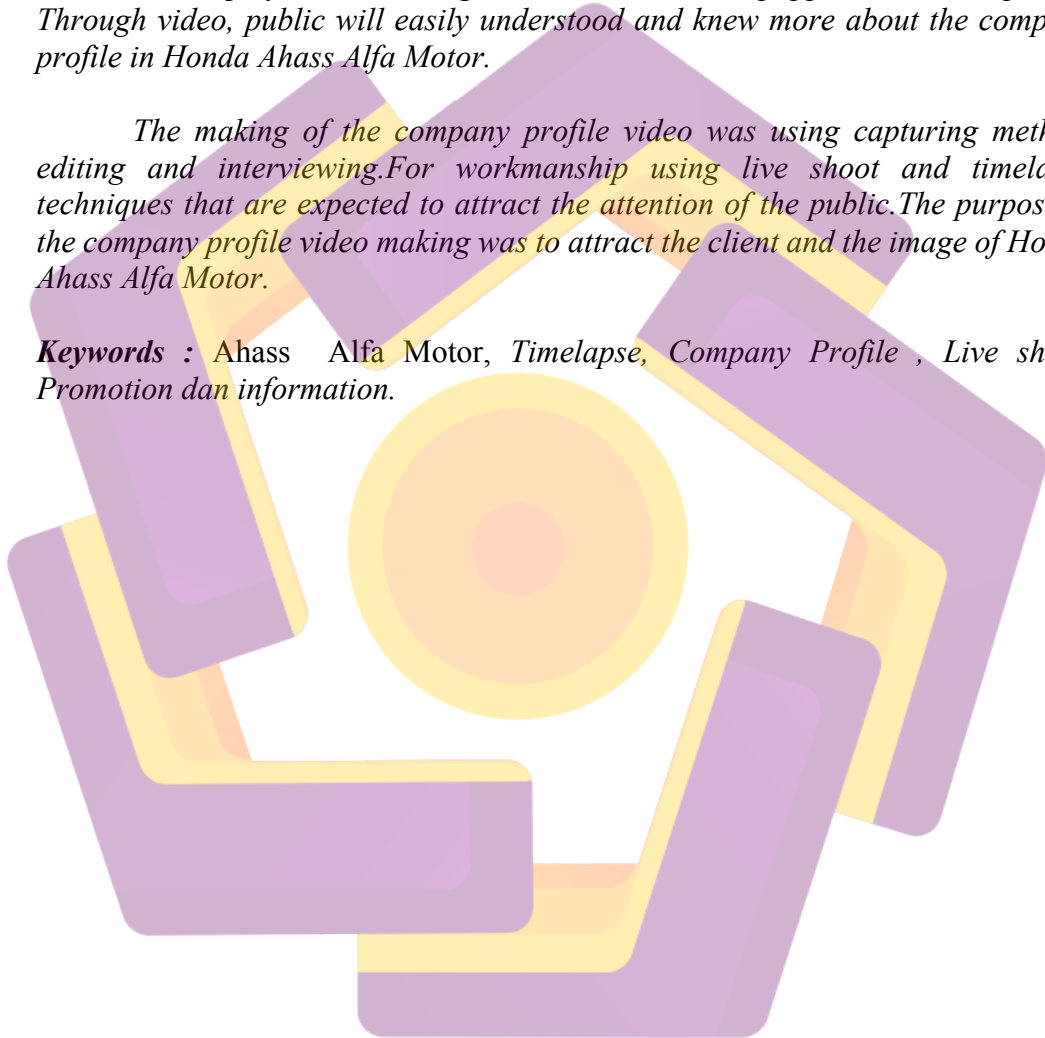 Through video, public will easily understood and knew more about the comp
profile in Honda Ahass Alfa Motor.
The making of the company profile video was using capturing meth
editing and interviewing.For workmanship using live shoot and timela
techniques that are expected to attract the attention of the public.The purpos
the company profile video making was to attract the client and the image of Ho
Ahass Alfa Motor.
Keywords : Ahass Alfa Motor, Timelapse, Company Profile , Live sh
Promotion dan information.